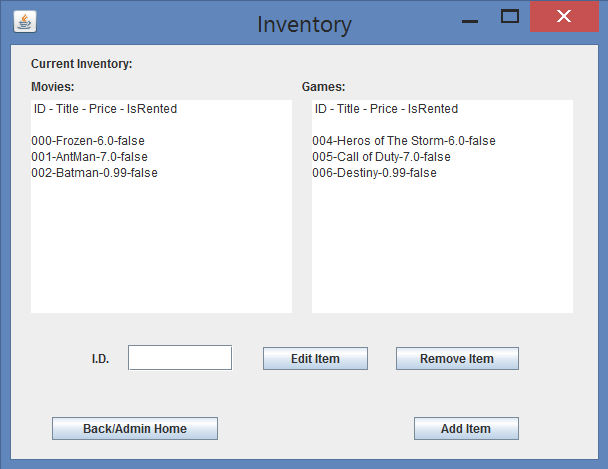 Inventory
Current Inventory:
Movies:
ID - Title - Price - IsRented
000-Frozen-6.0-false
001-AntMan-7.0-false
002-Batman-0.99-false
Games:
ID - Title - Price - IsRented
004-Heros of The Storm-6.0-false
005-Call of Duty-7.0-false
006-Destiny-0.99-false
I.D.
Edit Item
Remove Item
Back/Admin Home
Add Item